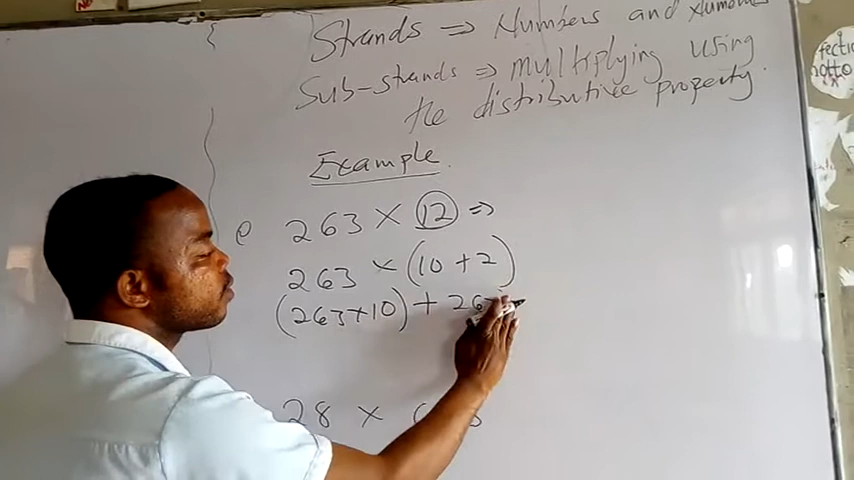 Strands ⇒ Numbers and
Sub-strands ⇒ Multiplying using
the distributive property.
Example.
e 263 × 12 ⇒
263 × (10 + 2)
(263×10) + 26
28 ×